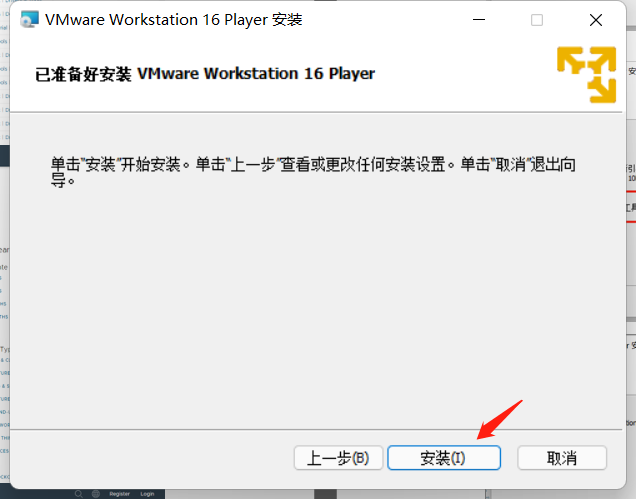 VMware Workstation 16 Player 安装
已准备好安装 VMware Workstation 16 Player
单击“安装”开始安装。单击“上一步”查看或更改任何安装设置。单击“取消”退出向
导。
上一步(B)
安装(I)
取消
Register
Login